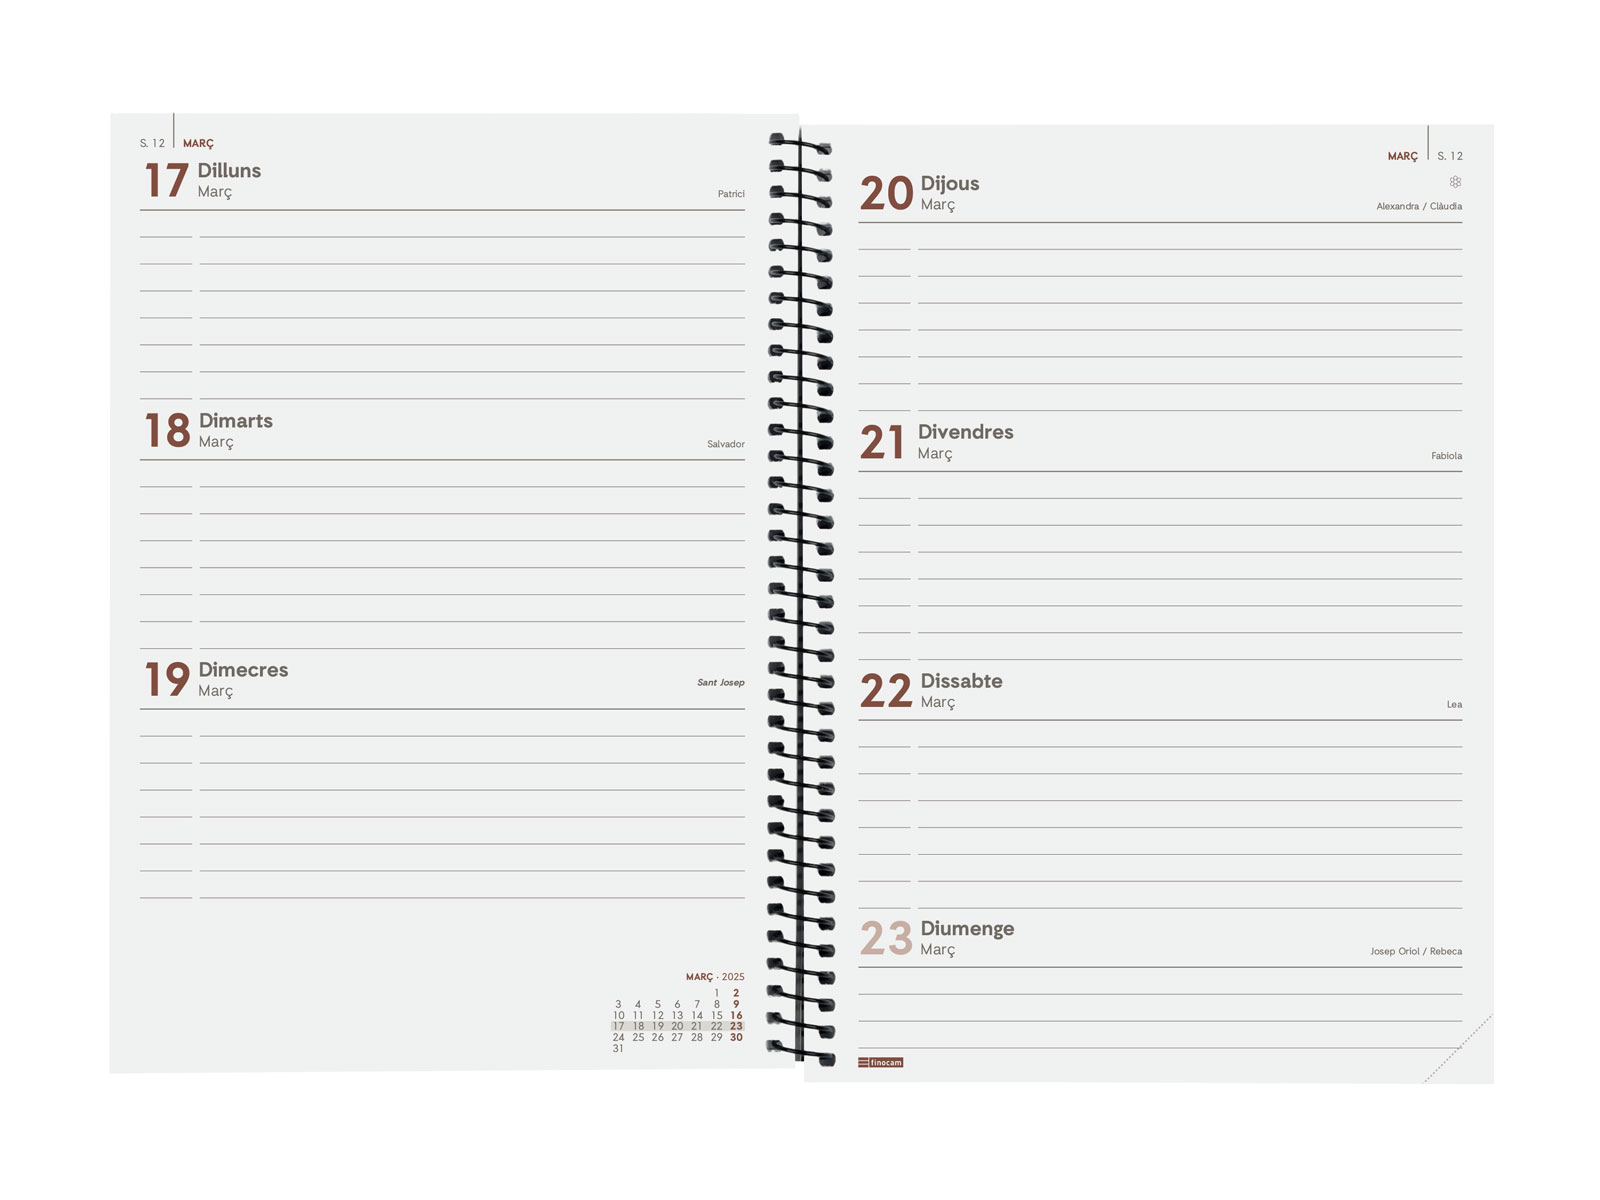 S. 12 MARÇ
17 Dilluns
Març
Patrici
18 Dimarts
Març
Salvador
19 Dimecres
Març
Sant Josep
MARÇ · 2025
1 2
3 4 5 6 7 8 9
10 11 12 13 14 15 16
17 18 19 20 21 22 23
24 25 26 27 28 29 30
31
MARÇ S. 12
20 Dijous
Març
Alexandra / Clàudia
21 Divendres
Març
Fabiola
22 Dissabte
Març
Lea
23 Diumenge
Març
Josep Oriol / Rebeca
finocam